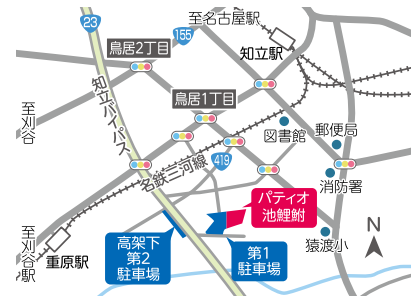 至名古屋駅
23
155
知立駅
鳥居2丁目
知立バイパス
鳥居1丁目
至刈谷
図書館
郵便局
名鉄三河線
419
消防署
パティオ
池鯉鮒
至刈谷駅
重原駅
高架下
第2
駐車場
第1
駐車場
猿渡小
N